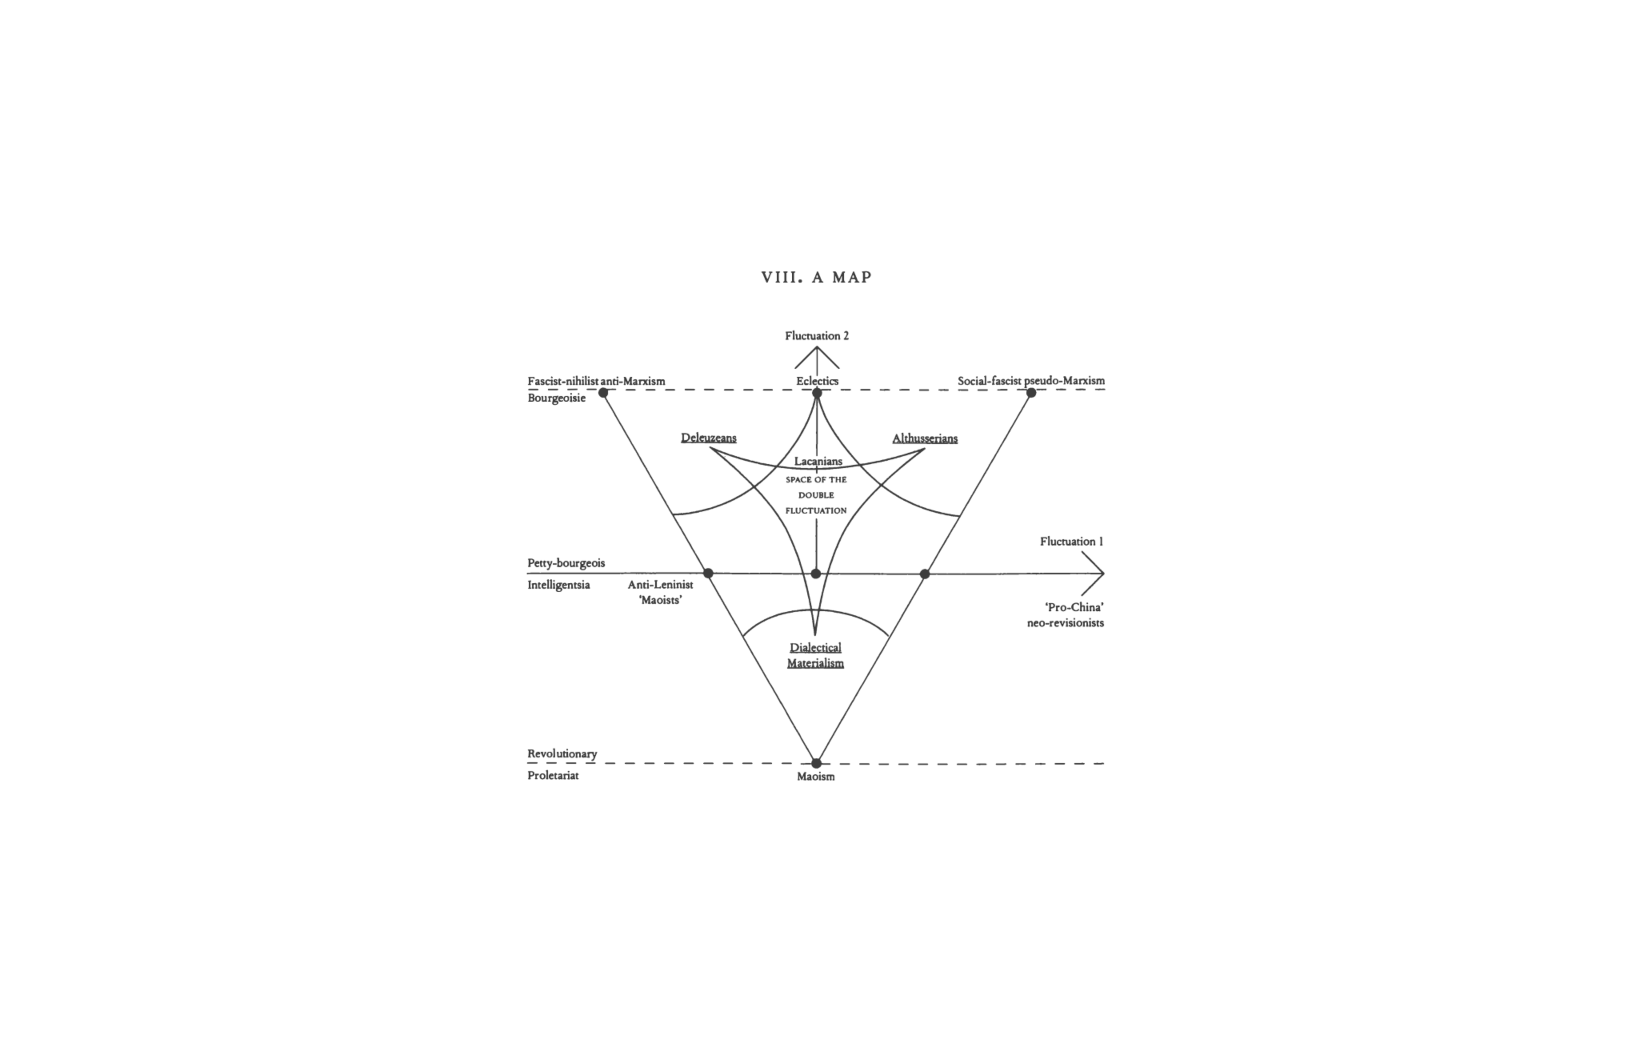 VIII. A MAP
Fluctuation 2
Fascist-nihilist anti-Marxism
Eclectics
Social-fascist pseudo-Marxism
Bourgeoisie
Deleuzeans
Althusserians
Lacanians
SPACE OF THE
DOUBLE
FLUCTUATION
Fluctuation 1
Petty-bourgeois
Intelligentsia
Anti-Leninist
'Maoists'
'Pro-China'
neo-revisionists
Dialectical
Materialism
Revolutionary
Proletariat
Maoism